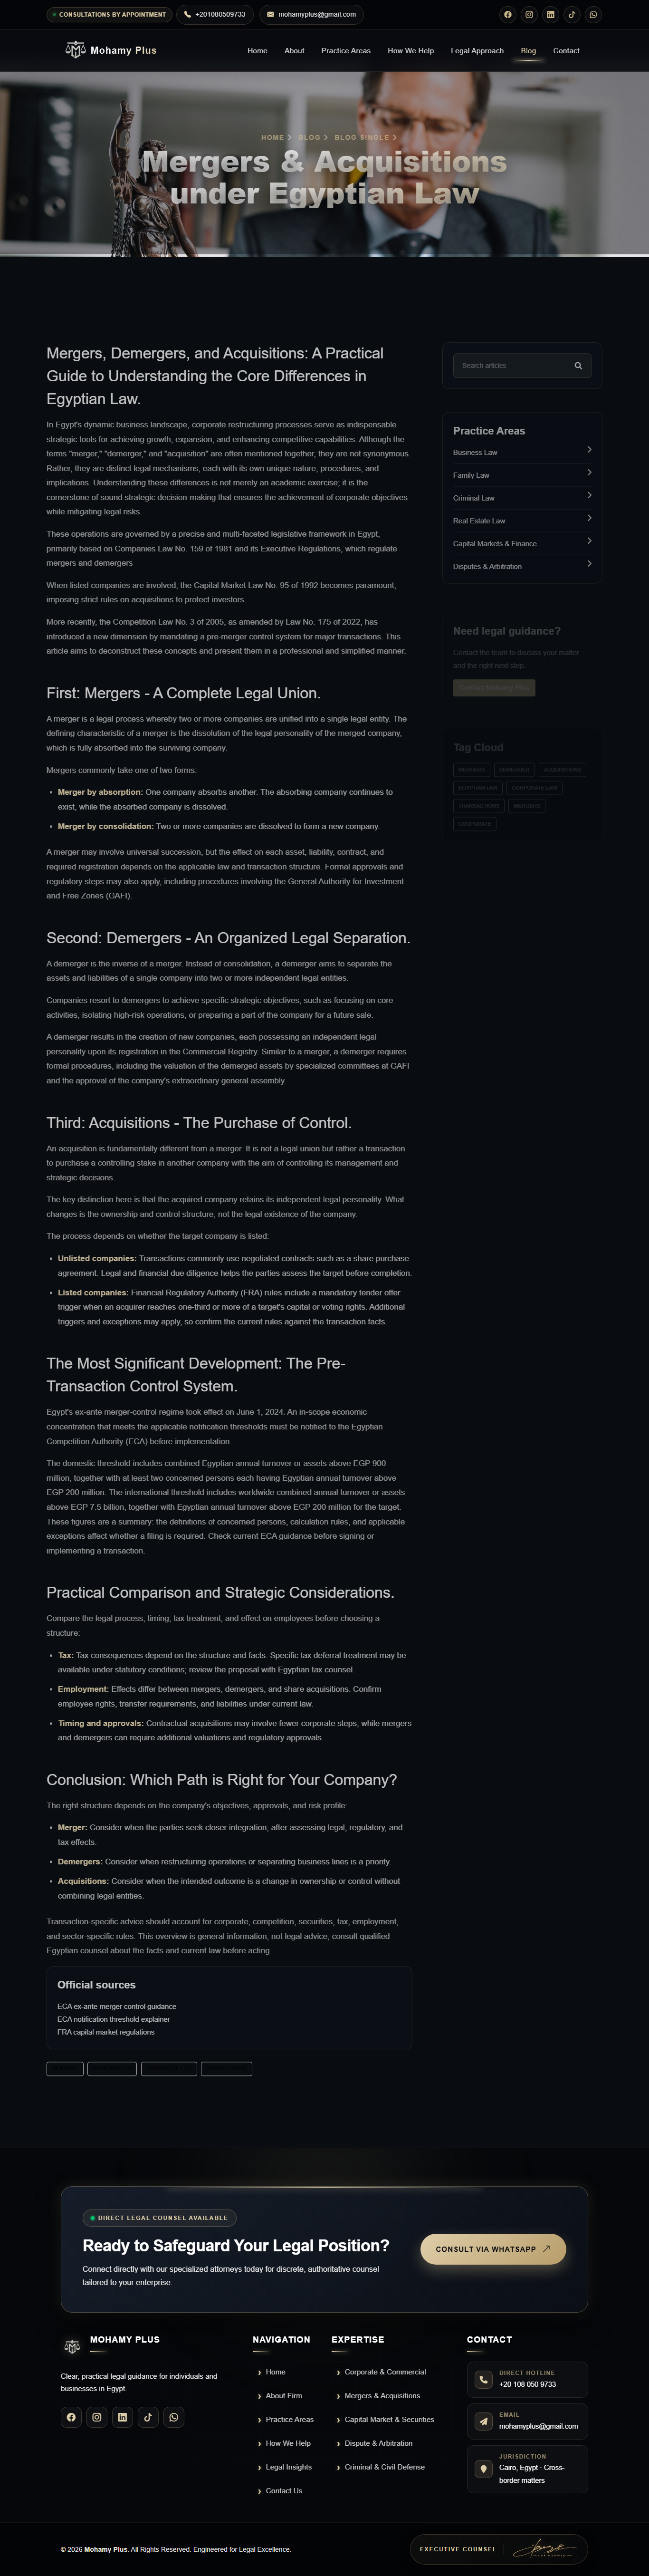 CONSULTATIONS BY APPOINTMENT
+201080509733
mohamyplus@gmail.com
Mohamy Plus
Home
About
Practice Areas
How We Help
Legal Approach
Blog
Contact
HOME
BLOG
BLOG SINGLE
Mergers & Acquisitions
under Egyptian Law
Mergers, Demergers, and Acquisitions: A Practical
Guide to Understanding the Core Differences in
Egyptian Law.
In Egypt's dynamic business landscape, corporate restructuring processes serve as indispensable
strategic tools for achieving growth, expansion, and enhancing competitive capabilities. Although the
terms "merger," "demerger," and "acquisition" are often mentioned together, they are not synonymous.
Rather, they are distinct legal mechanisms, each with its own unique nature, procedures, and
implications. Understanding these differences is not merely an academic exercise; it is the
cornerstone of sound strategic decision-making that ensures the achievement of corporate objectives
while mitigating legal risks.
These operations are governed by a precise and multi-faceted legislative framework in Egypt,
primarily based on Companies Law No. 159 of 1981 and its Executive Regulations, which regulate
mergers and demergers
When listed companies are involved, the Capital Market Law No. 95 of 1992 becomes paramount,
imposing strict rules on acquisitions to protect investors.
More recently, the Competition Law No. 3 of 2005, as amended by Law No. 175 of 2022, has
introduced a new dimension by mandating a pre-merger control system for major transactions. This
article aims to deconstruct these concepts and present them in a professional and simplified manner.
First: Mergers - A Complete Legal Union.
A merger is a legal process whereby two or more companies are unified into a single legal entity. The
defining characteristic of a merger is the dissolution of the legal personality of the merged company,
which is fully absorbed into the surviving company.
Mergers commonly take one of two forms:
Merger by absorption: One company absorbs another company. The absorbing company continues to
exist, while the absorbed company is dissolved.
Merger by consolidation: Two or more companies are dissolved to form a new company.
A merger may involve universal succession, but the effect on each asset, liability, contract, and
required registration depends on the applicable law and transaction structure. Formal approvals and
regulatory steps may also apply, including procedures involving the General Authority for Investment
and Free Zones (GAFI).
Second: Demergers - An Organized Legal Separation.
A demerger is the inverse of a merger. Instead of consolidation, a demerger aims to separate the
assets and liabilities of a single company into two or more independent legal entities.
Companies resort to demergers to achieve specific strategic objectives, such as focusing on core
activities, isolating high-risk operations, or preparing a part of the company for a future sale.
A demerger results in the creation of new companies, each possessing an independent legal
personality upon its registration in the Commercial Registry. Similar to a merger, a demerger requires
formal procedures, including the valuation of the demerged assets by specialized committees at GAFI
and the approval of the company's extraordinary general assembly.
Third: Acquisitions - The Purchase of Control.
An acquisition is fundamentally different from a merger. It is not a legal union but rather a transaction
to purchase a controlling stake in another company with the aim of controlling its management and
strategic decisions.
The key distinction here is that the acquired company retains its independent legal personality. What
changes is the ownership and control structure, not the legal existence of the company.
The process depends on whether the target company is listed:
Unlisted companies: Transactions commonly use negotiated contracts such as a share purchase
agreement. Legal and financial due diligence helps the parties assess the target before completion.
Listed companies: Financial Regulatory Authority (FRA) rules include a mandatory tender offer
trigger when an acquirer reaches one-third or more of a target's capital or voting rights. Additional
triggers and exceptions may apply, so confirm the current rules against the transaction facts.
The Most Significant Development: The Pre-
Transaction Control System.
Egypt's ex-ante merger-control regime took effect on June 1, 2024. An in-scope economic
concentration that meets the applicable notification thresholds must be notified to the Egyptian
Competition Authority (ECA) before implementation.
The domestic threshold includes combined Egyptian annual turnover or assets above EGP 900
million, together with at least two concerned persons each having Egyptian annual turnover above
EGP 200 million. The international threshold includes worldwide combined annual turnover or assets
above EGP 7.5 billion, together with Egyptian annual turnover above EGP 200 million for the target.
These figures are a summary: the definitions of concerned persons, calculation rules, and applicable
exceptions affect whether a filing is required. Check current ECA guidance before signing or
implementing a transaction.
Practical Comparison and Strategic Considerations.
Compare the legal process, timing, tax treatment, and effect on employees before choosing a
structure:
Tax: Tax consequences depend on the structure and facts. Specific tax deferral treatment may be
available under statutory conditions; review the proposal with Egyptian tax counsel.
Employment: Effects differ between mergers, demergers, and share acquisitions. Confirm
employee rights, transfer requirements, and liabilities under current law.
Timing and approvals: Contractual acquisitions may involve fewer corporate steps, while mergers
and demergers can require additional valuations and regulatory approvals.
Conclusion: Which Path is Right for Your Company?
The right structure depends on the company's objectives, approvals, and risk profile:
Merger: Consider when the parties seek closer integration, after assessing legal, regulatory, and
tax effects.
Demergers: Consider when restructuring operations or separating business lines is a priority.
Acquisitions: Consider when the intended outcome is a change in ownership or control without
combining legal entities.
Transaction-specific advice should account for corporate, competition, securities, tax, employment,
and sector-specific rules. This overview is general information, not legal advice; consult qualified
Egyptian counsel about the facts and current law before acting.
Official sources
ECA ex-ante merger control guidance
ECA notification threshold explainer
FRA capital market regulations
Search articles
Practice Areas
Business Law
Family Law
Criminal Law
Real Estate Law
Capital Markets & Finance
Disputes & Arbitration
Need legal guidance?
Contact the team to discuss your matter
and the right next step.
Contact Mohamy Plus
Tag Cloud
MERGERS
DEMERGER
ACQUISITIONS
EGYPTIAN LAW
CORPORATE LAW
TRANSACTIONS
MERGERS
CORPORATE
DIRECT LEGAL COUNSEL AVAILABLE
Ready to Safeguard Your Legal Position?
Connect directly with our specialized attorneys today for discrete, authoritative counsel
tailored to your enterprise.
CONSULT VIA WHATSAPP
MOHAMY PLUS
Clear, practical legal guidance for individuals and
businesses in Egypt.
NAVIGATION
Home
About Firm
Practice Areas
How We Help
Legal Insights
Contact Us
EXPERTISE
Corporate & Commercial
Mergers & Acquisitions
Capital Market & Securities
Dispute & Arbitration
Criminal & Civil Defense
CONTACT
DIRECT HOTLINE
+20 108 050 9733
EMAIL
mohamyplus@gmail.com
JURISDICTION
Cairo, Egypt · Cross-
border matters
© 2026 Mohamy Plus. All Rights Reserved. Engineered for Legal Excellence.
EXECUTIVE COUNSEL